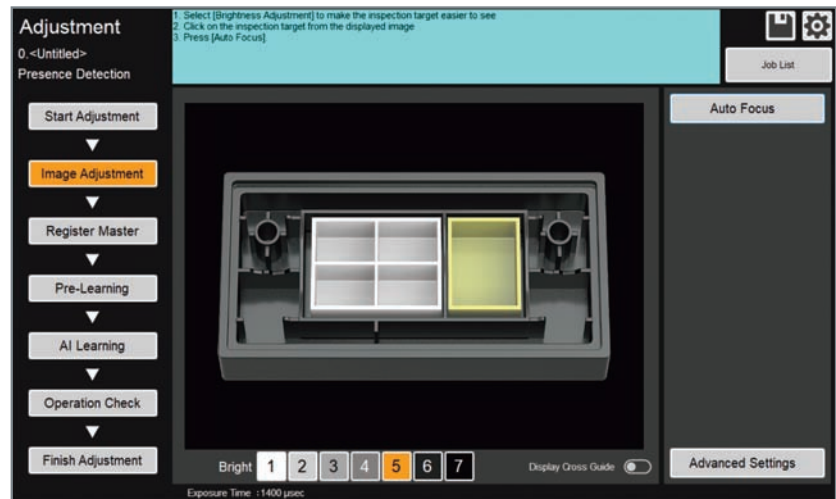 Adjustment
0.<Untitled>
Presence Detection
1. Select [Brightness Adjustment] to make the inspection target easier to see
2. Click on the inspection target from the displayed image
3. Press [Auto Focus]
Job List
Start Adjustment
Image Adjustment
Register Master
Pre-Learning
AI Learning
Operation Check
Finish Adjustment
Auto Focus
Bright 1 2 3 4 5 6 7 Display Cross Guide
Advanced Settings
Exposure Time :1400 µsec